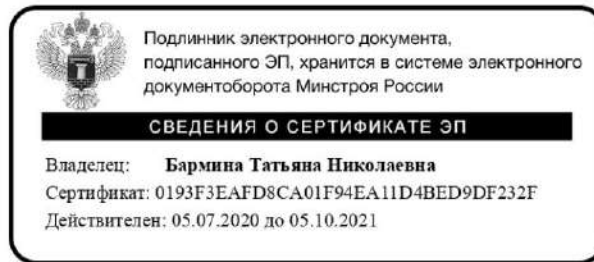 Подлинник электронного документа,
подписанного ЭП, хранится в системе электронного
документоборота Минстроя России
СВЕДЕНИЯ О СЕРТИФИКАТЕ ЭП
Владелец: Бармина Татьяна Николаевна
Сертификат: 0193F3EAFD8CA01F94EA11D4BED9DF232F
Действителен: 05.07.2020 до 05.10.2021